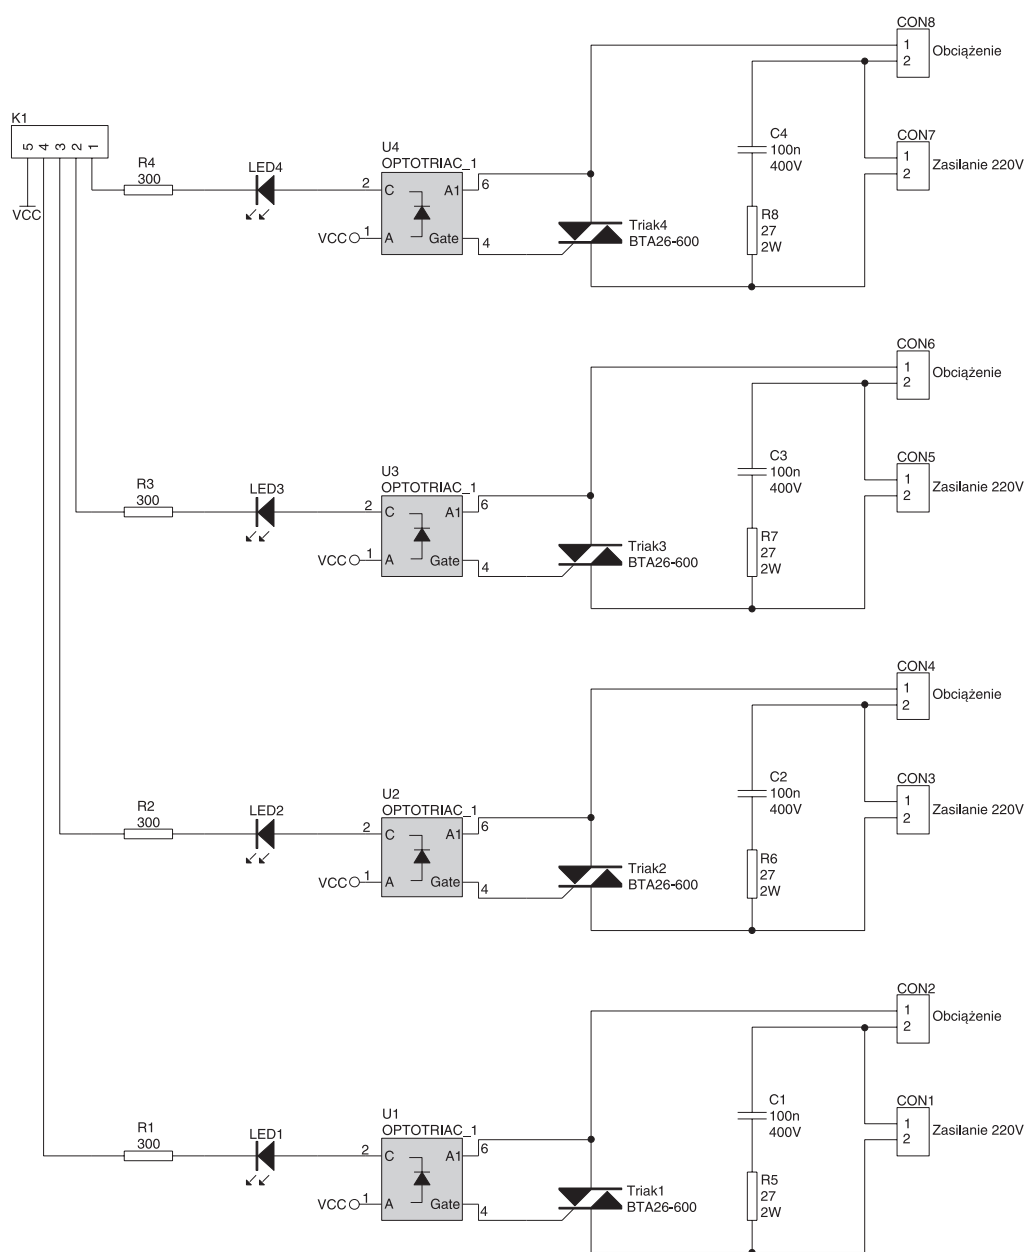 CON8
1 Obciążenie
2
K1
5 4 3 2 1
VCC
R4
300
LED4
U4
OPTOTRIAC_1
2 C A1 6
VCC 1 A Gate 4
Triak4
BTA26-600
C4
100n
400V
R8
27
2W
CON7
1 Zasilanie 220V
2
CON6
1 Obciążenie
2
R3
300
LED3
U3
OPTOTRIAC_1
2 C A1 6
VCC 1 A Gate 4
Triak3
BTA26-600
C3
100n
400V
R7
27
2W
CON5
1 Zasilanie 220V
2
CON4
1 Obciążenie
2
R2
300
LED2
U2
OPTOTRIAC_1
2 C A1 6
VCC 1 A Gate 4
Triak2
BTA26-600
C2
100n
400V
R6
27
2W
CON3
1 Zasilanie 220V
2
CON2
1 Obciążenie
2
R1
300
LED1
U1
OPTOTRIAC_1
2 C A1 6
VCC 1 A Gate 4
Triak1
BTA26-600
C1
100n
400V
R5
27
2W
CON1
1 Zasilanie 220V
2